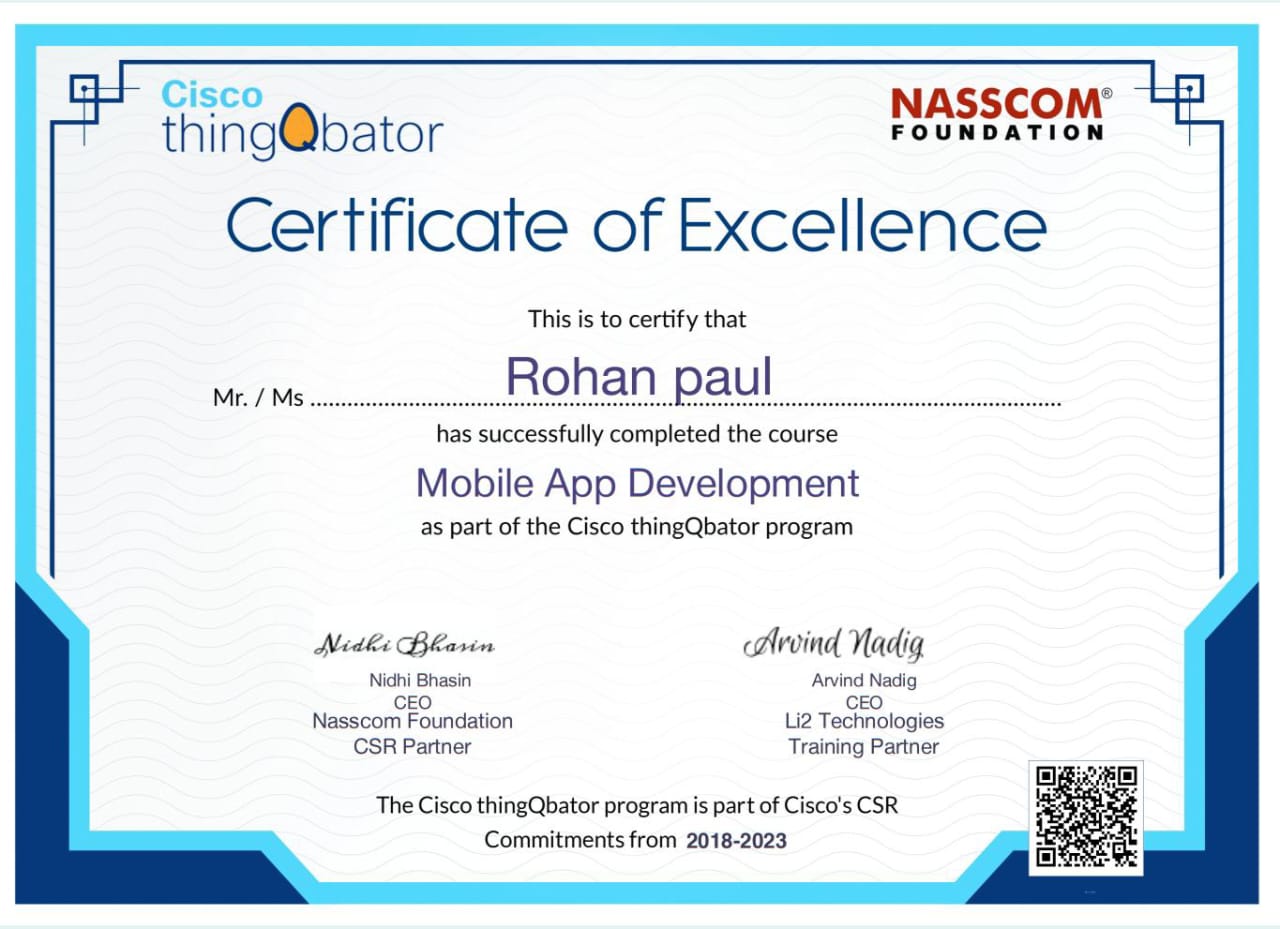 Cisco
thingQbator
NASSCOM®
FOUNDATION
Certificate of Excellence
This is to certify that
Mr. / Ms ........ Rohan paul ........
has successfully completed the course
Mobile App Development
as part of the Cisco thingQbator program
Nidhi Bhasin
Nidhi Bhasin
CEO
Nasscom Foundation
CSR Partner
Arvind Nadig
Arvind Nadig
CEO
Li2 Technologies
Training Partner
The Cisco thingQbator program is part of Cisco's CSR
Commitments from 2018-2023